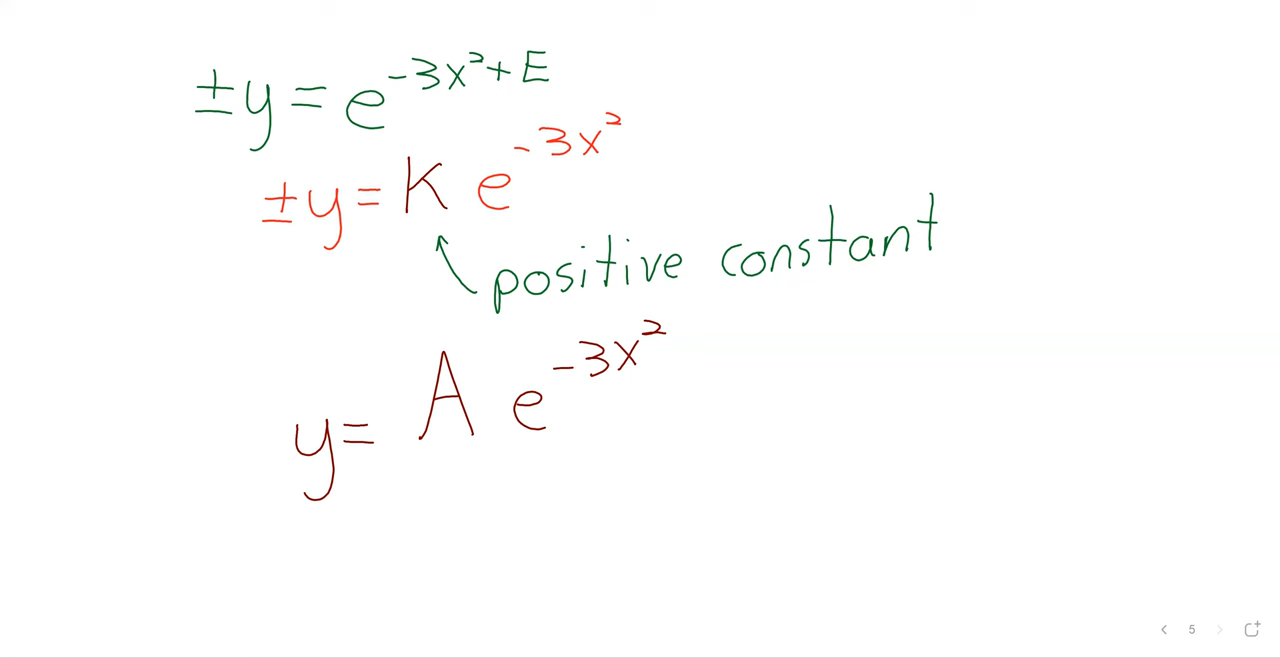 ±y = e^{-3x²+E}
±y = K e^{-3x²}
positive constant
y = A e^{-3x²}
5